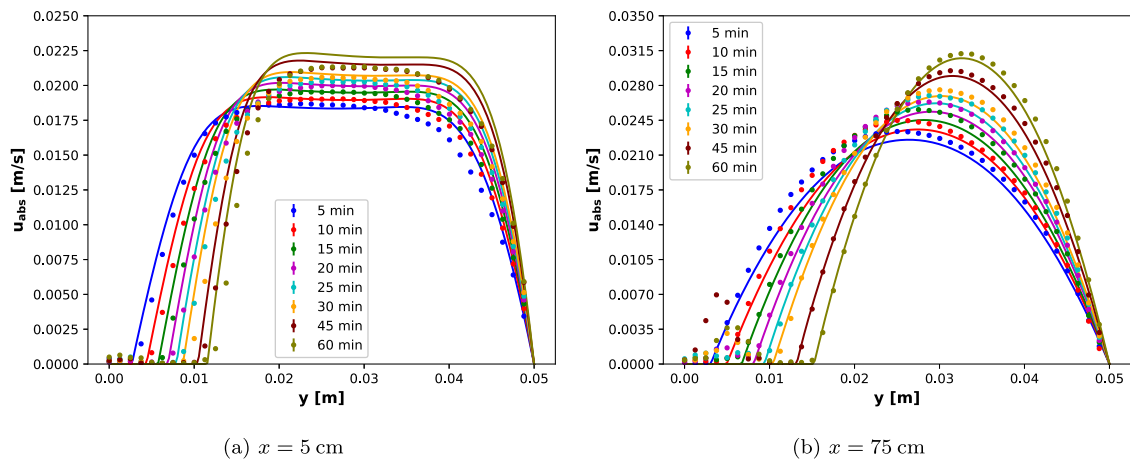 0.0250
0.0225
0.0200
0.0175
0.0150
0.0125
0.0100
0.0075
0.0050
0.0025
0.0000
u_abs [m/s]
5 min
10 min
15 min
20 min
25 min
30 min
45 min
60 min
0.00 0.01 0.02 0.03 0.04 0.05
y [m]
(a) x = 5 cm
0.0350
0.0315
0.0280
0.0245
0.0210
0.0175
0.0140
0.0105
0.0070
0.0035
0.0000
u_abs [m/s]
5 min
10 min
15 min
20 min
25 min
30 min
45 min
60 min
0.00 0.01 0.02 0.03 0.04 0.05
y [m]
(b) x = 75 cm